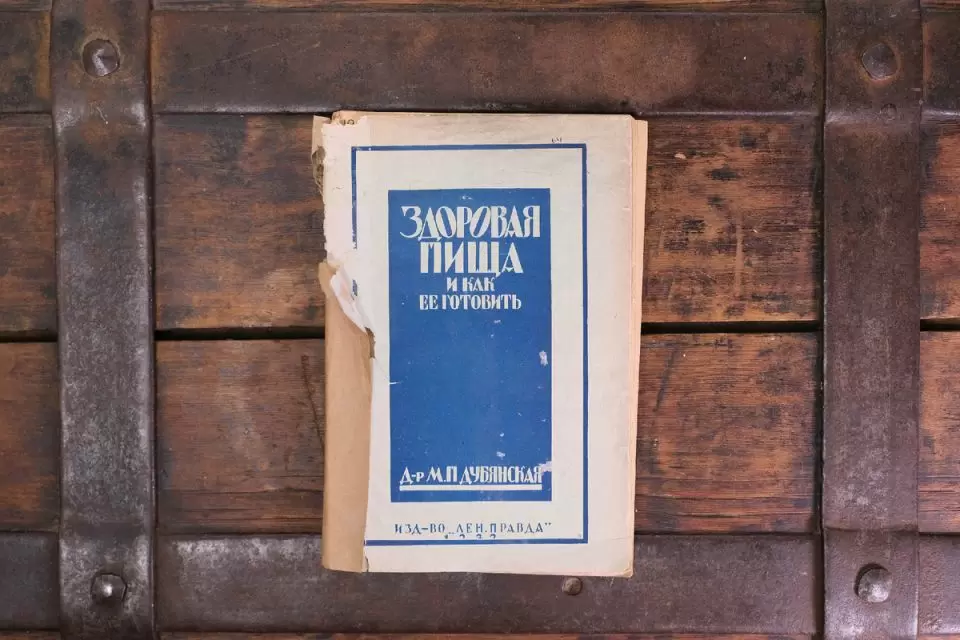 ЗДОРОВАЯ
ПИЩА
И КАК
ЕЕ ГОТОВИТЬ
Д-р М.П ДУБЯНСКАЯ
ИЗД-ВО „ЛЕН. ПРАВДА"